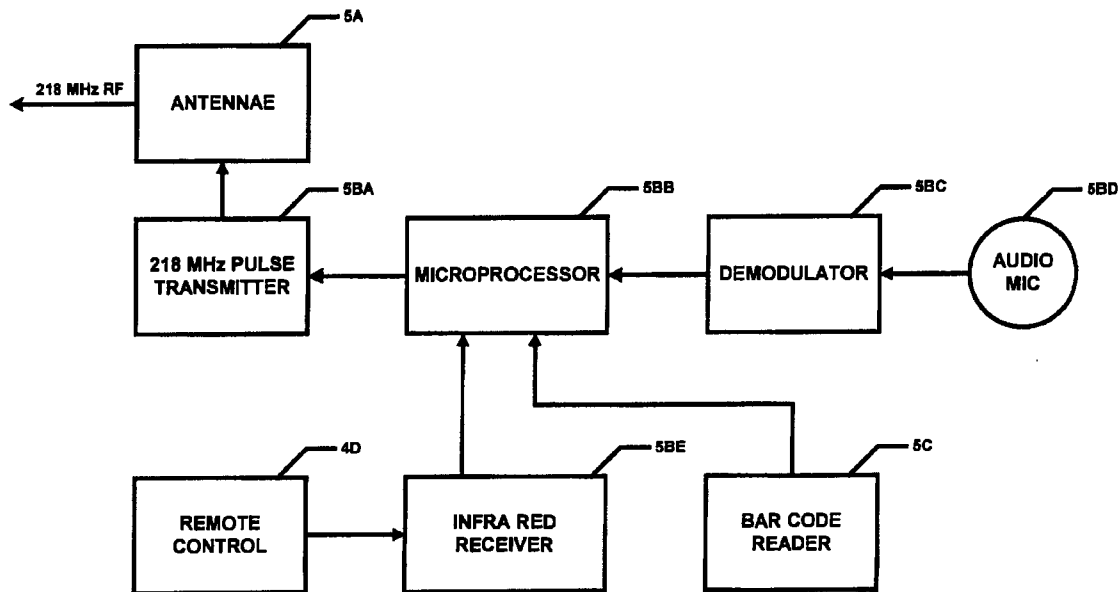 5A
218 MHz RF
ANTENNAE
5BA
5BB
5BC
5BD
218 MHz PULSE
TRANSMITTER
MICROPROCESSOR
DEMODULATOR
AUDIO
MIC
4D
5BE
5C
REMOTE
CONTROL
INFRA RED
RECEIVER
BAR CODE
READER